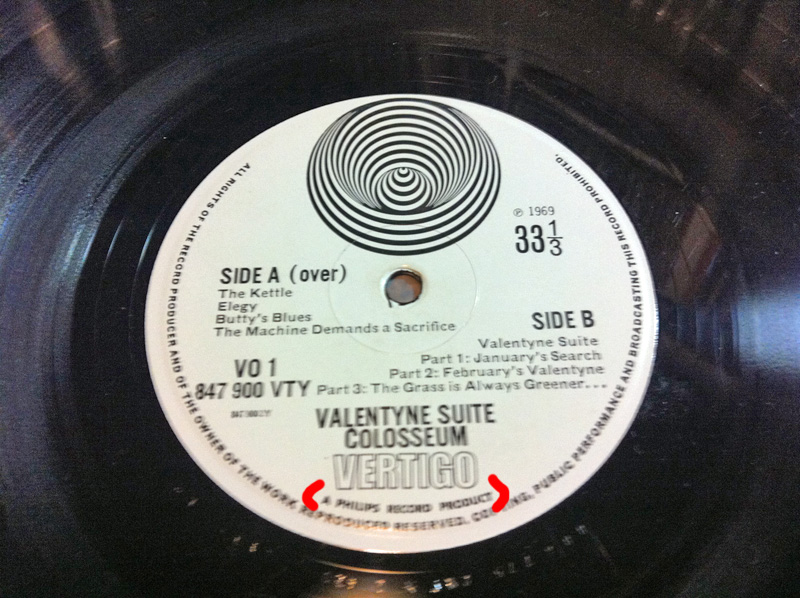 ℗ 1969
33 1/3
SIDE A (over)
The Kettle
Elegy
Butty's Blues
The Machine Demands a Sacrifice
SIDE B
Valentyne Suite
Part 1: January's Search
Part 2: February's Valentyne
Part 3: The Grass is Always Greener...
VO 1
847 900 VTY
VALENTYNE SUITE
COLOSSEUM
VERTIGO
A PHILIPS RECORD PRODUCT
ALL RIGHTS OF THE RECORD PRODUCER AND OF THE OWNER OF THE WORK REPRODUCED RESERVED. PUBLIC PERFORMANCE AND BROADCASTING THIS RECORD PROHIBITED.